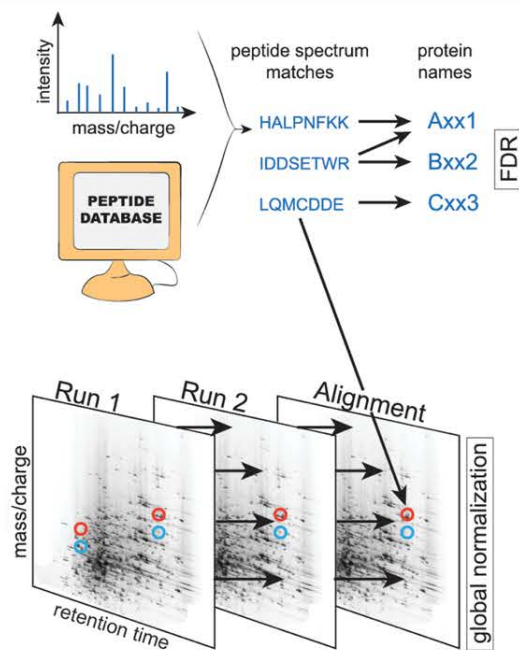 intensity
mass/charge
PEPTIDE
DATABASE
peptide spectrum
matches
protein
names
HALPNFKK
Axx1
IDDSETWR
Bxx2
LQMCDDE
Cxx3
FDR
Run 1
Run 2
Alignment
mass/charge
retention time
global normalization